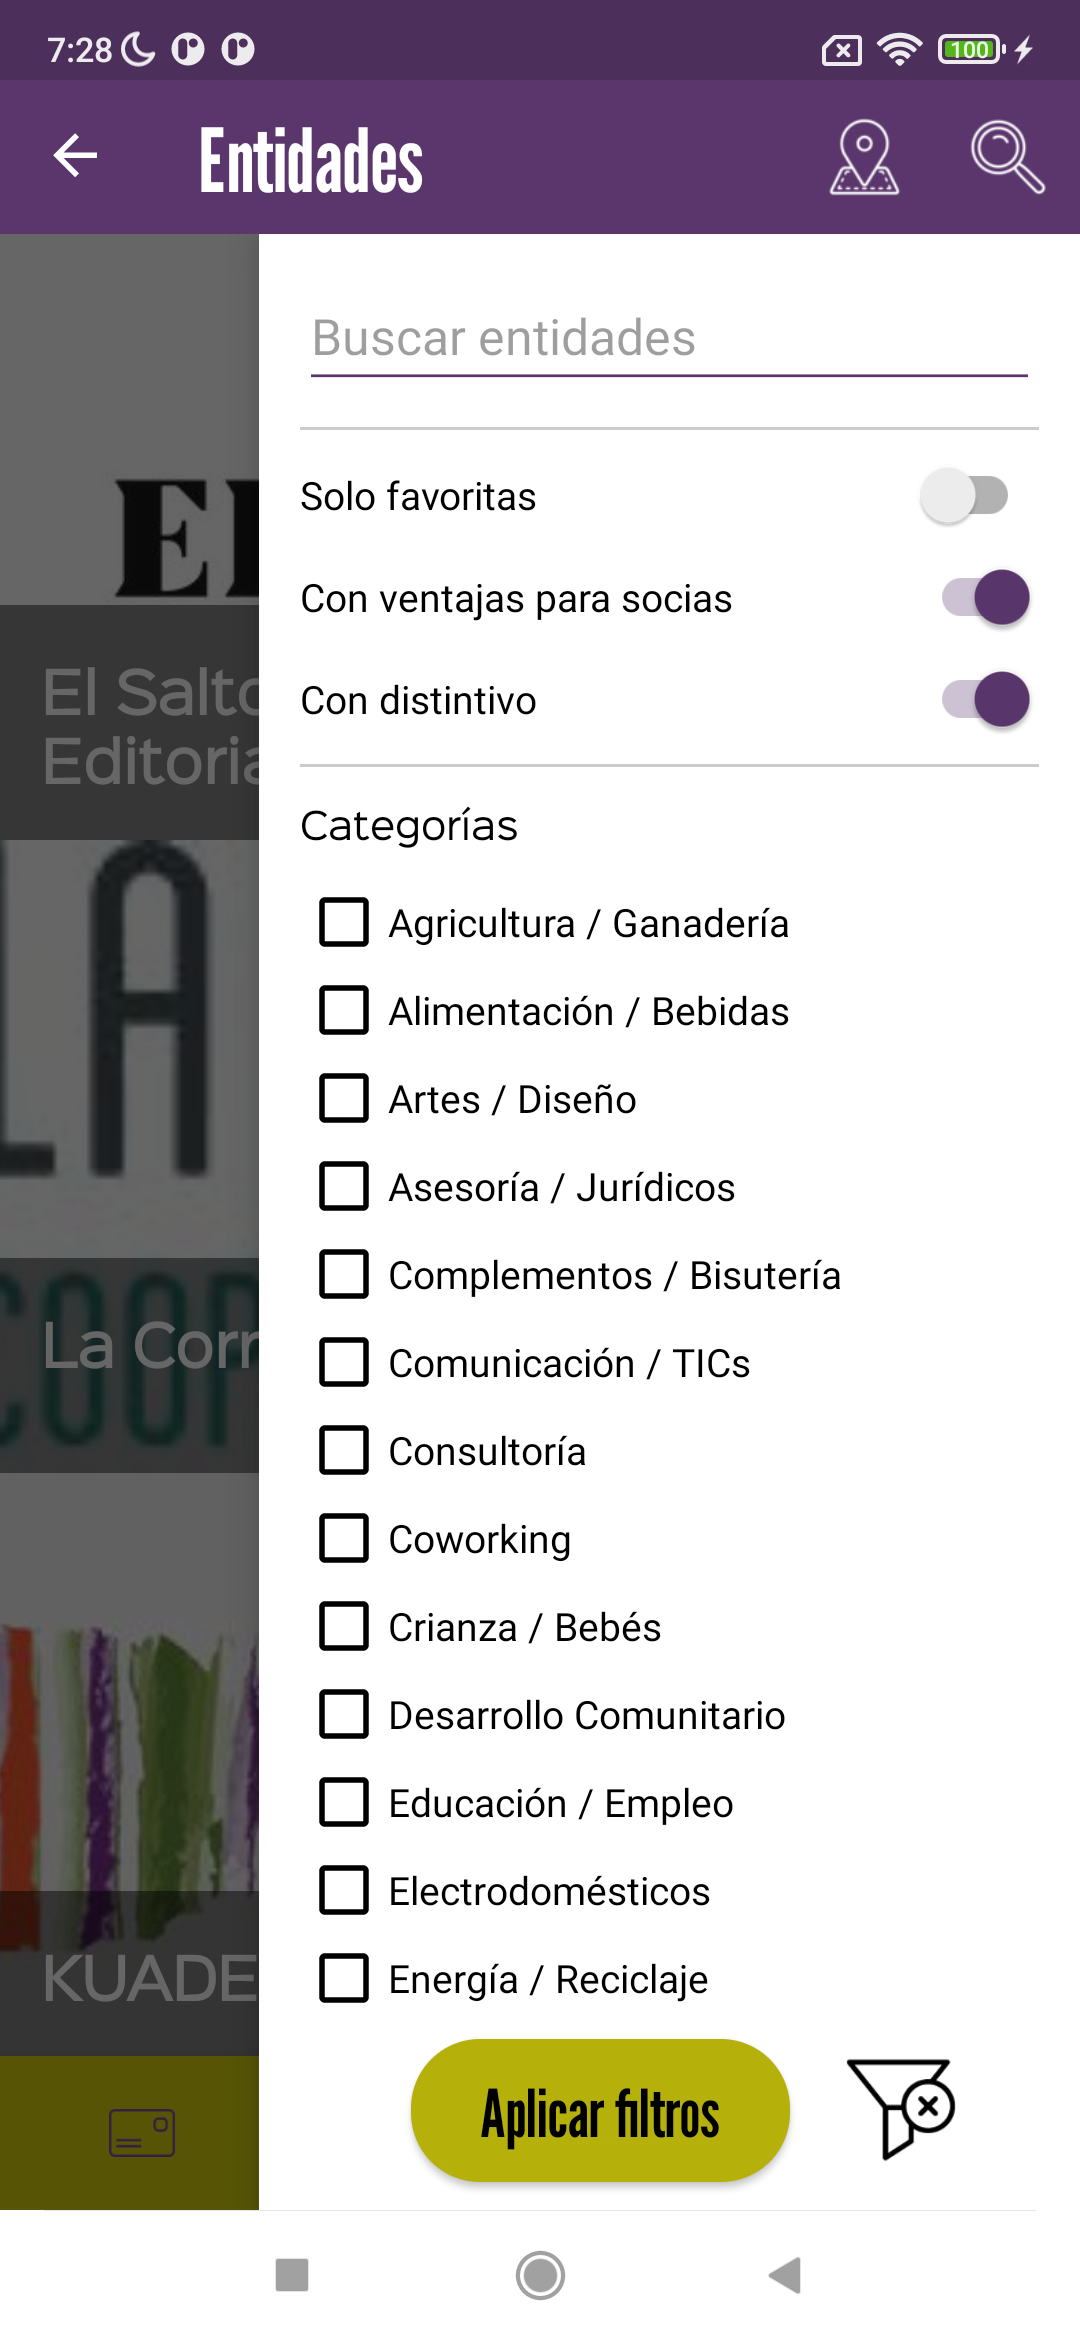 7:28
100
Entidades
Buscar entidades
Solo favoritas
Con ventajas para socias
Con distintivo
Categorías
Agricultura / Ganadería
Alimentación / Bebidas
Artes / Diseño
Asesoría / Jurídicos
Complementos / Bisutería
Comunicación / TICs
Consultoría
Coworking
Crianza / Bebés
Desarrollo Comunitario
Educación / Empleo
Electrodomésticos
Energía / Reciclaje
Aplicar filtros
El Salto
Editoria
LA
COOP
La Corr
KUADE